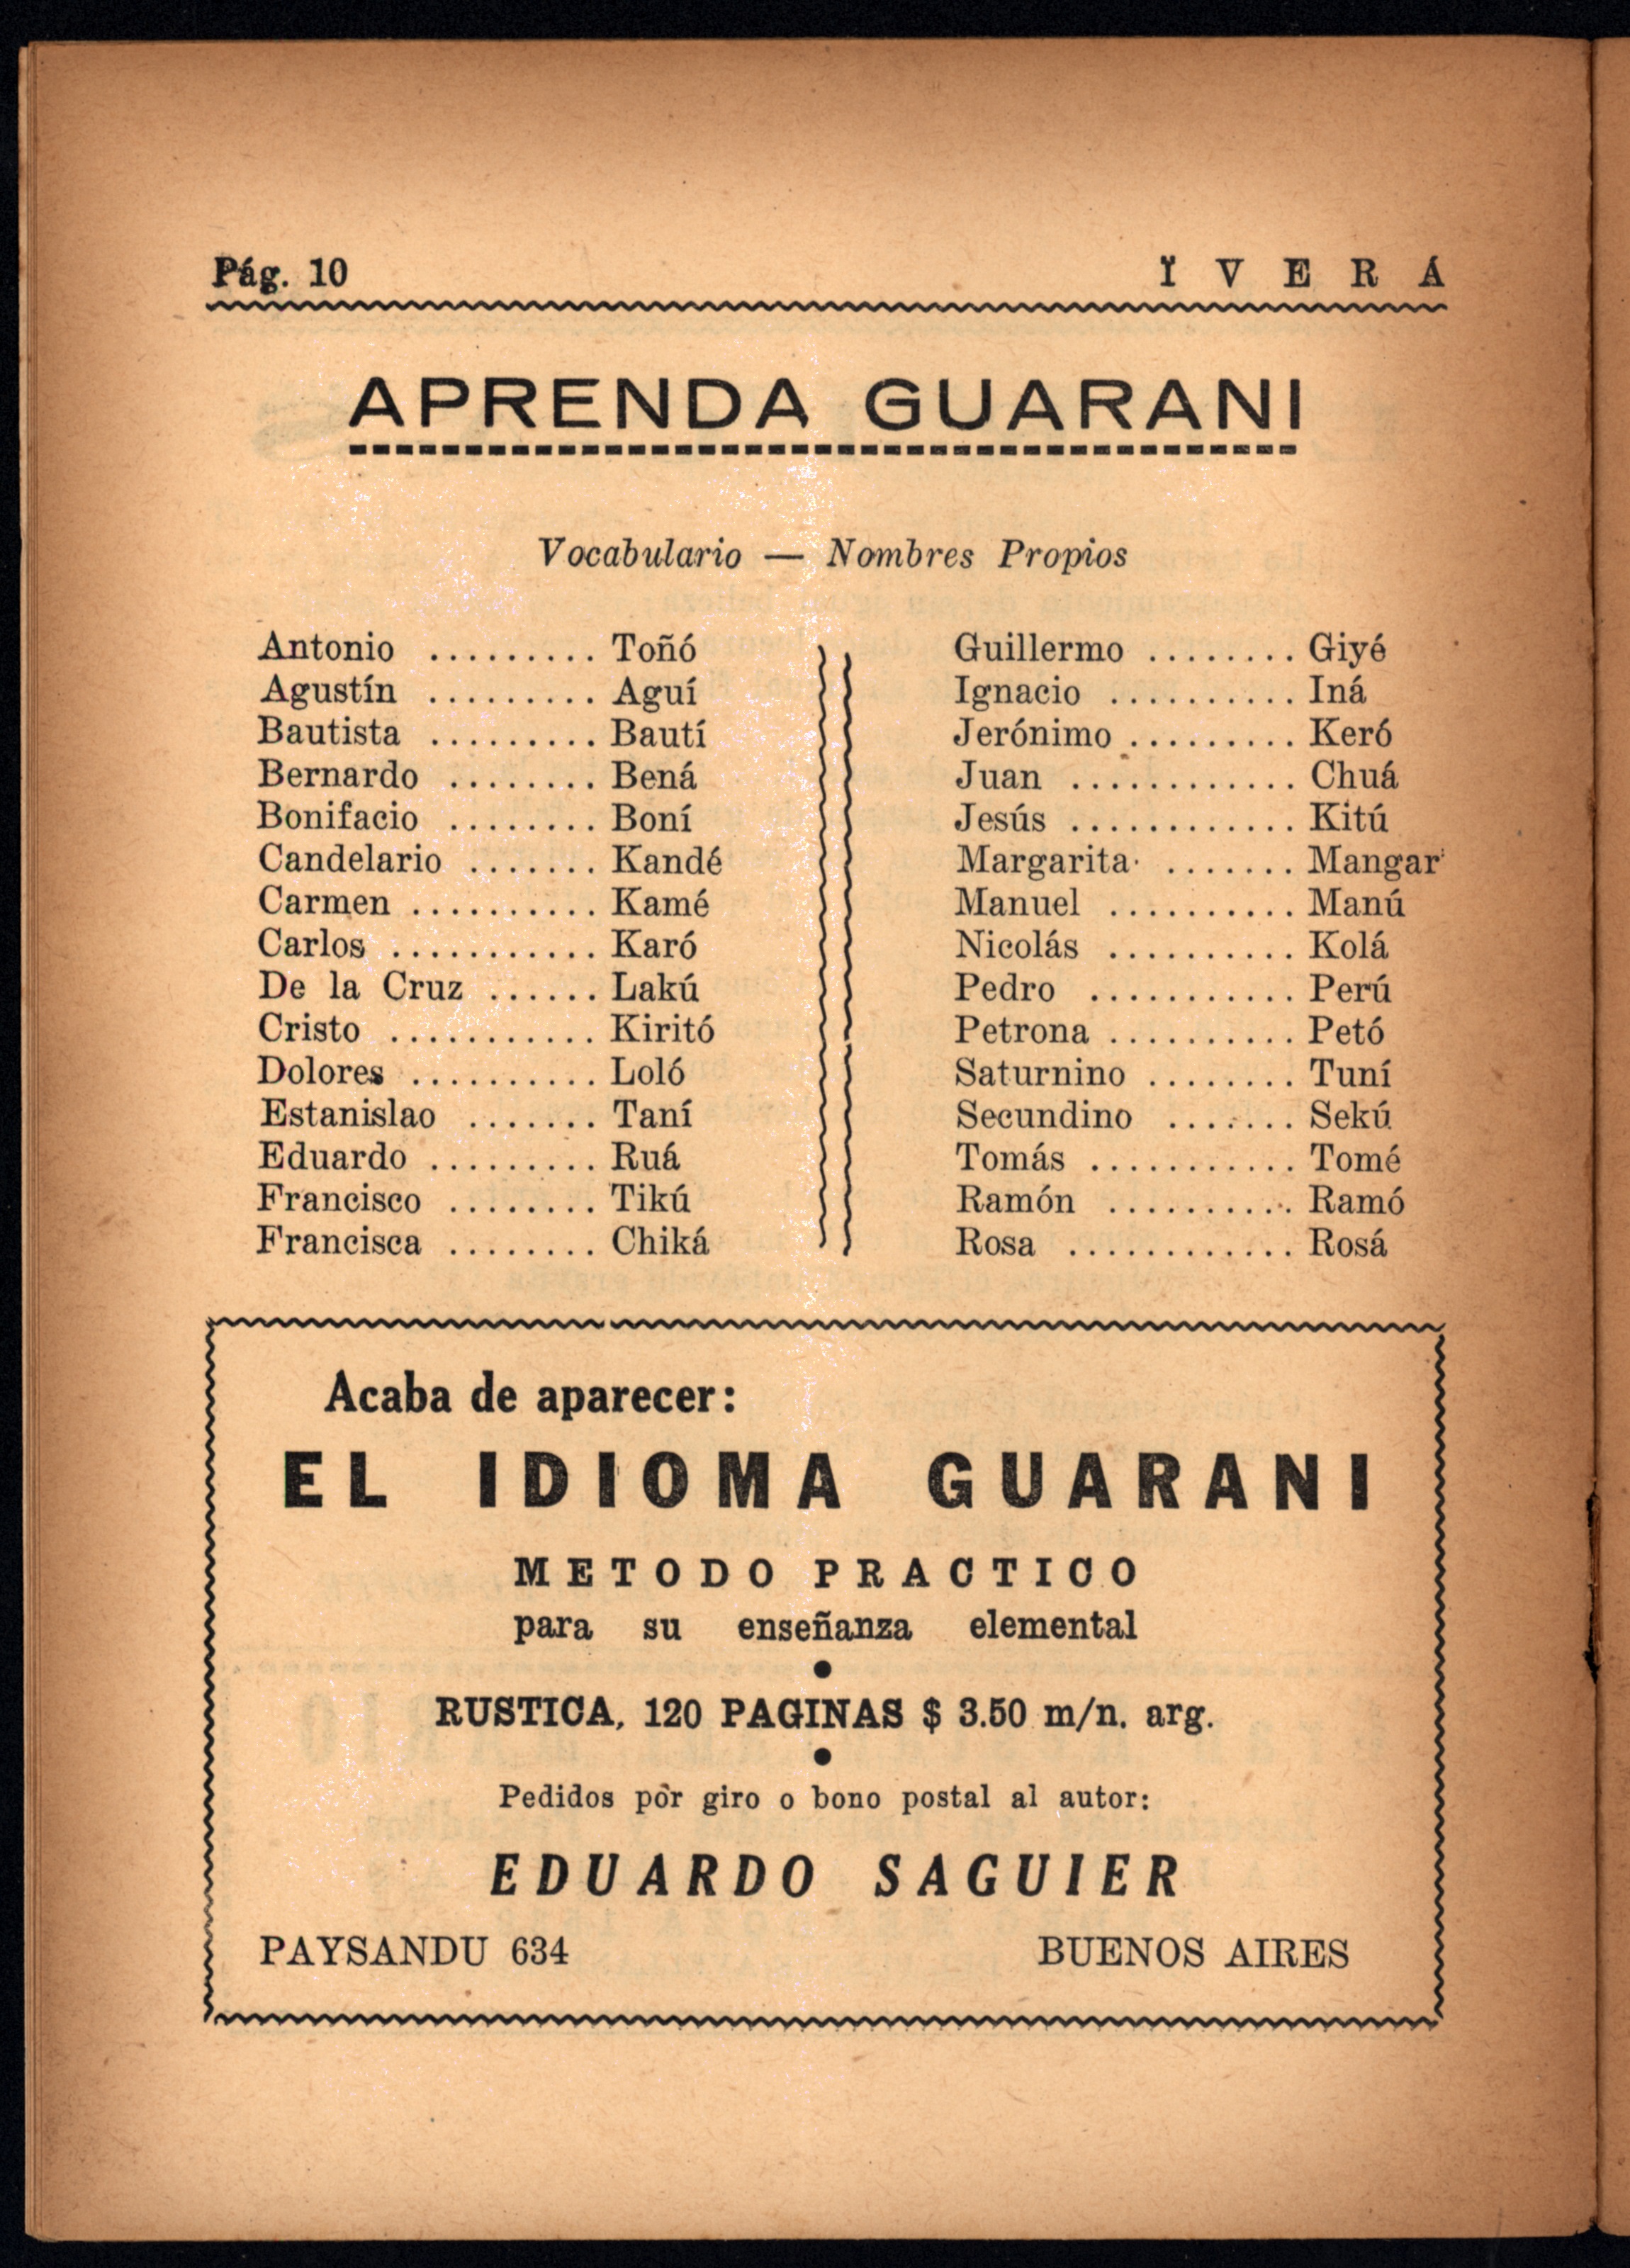 Pág. 10
Ï V E R Á
APRENDA GUARANI
Vocabulario — Nombres Propios
Antonio ......... Toñó
Agustín ......... Aguí
Bautista ......... Bautí
Bernardo ........ Bená
Bonifacio ........ Boní
Candelario ....... Kandé
Carmen .......... Kamé
Carlos ........... Karó
De la Cruz ...... Lakú
Cristo ........... Kiritó
Dolores .......... Loló
Estanislao ....... Taní
Eduardo ......... Ruá
Francisco ........ Tikú
Francisca ........ Chiká
Guillermo ........ Giyé
Ignacio .......... Iná
Jerónimo ......... Keró
Juan ............ Chuá
Jesús ............ Kitú
Margarita ....... Mangar
Manuel .......... Manú
Nicolás .......... Kolá
Pedro ........... Perú
Petrona .......... Petó
Saturnino ........ Tuní
Secundino ....... Sekú
Tomás ........... Tomé
Ramón .......... Ramó
Rosa ............ Rosá
Acaba de aparecer:
EL IDIOMA GUARANI
METODO PRACTICO
para su enseñanza elemental
RUSTICA, 120 PAGINAS $ 3.50 m/n. arg.
Pedidos por giro o bono postal al autor:
EDUARDO SAGUIER
PAYSANDU 634
BUENOS AIRES